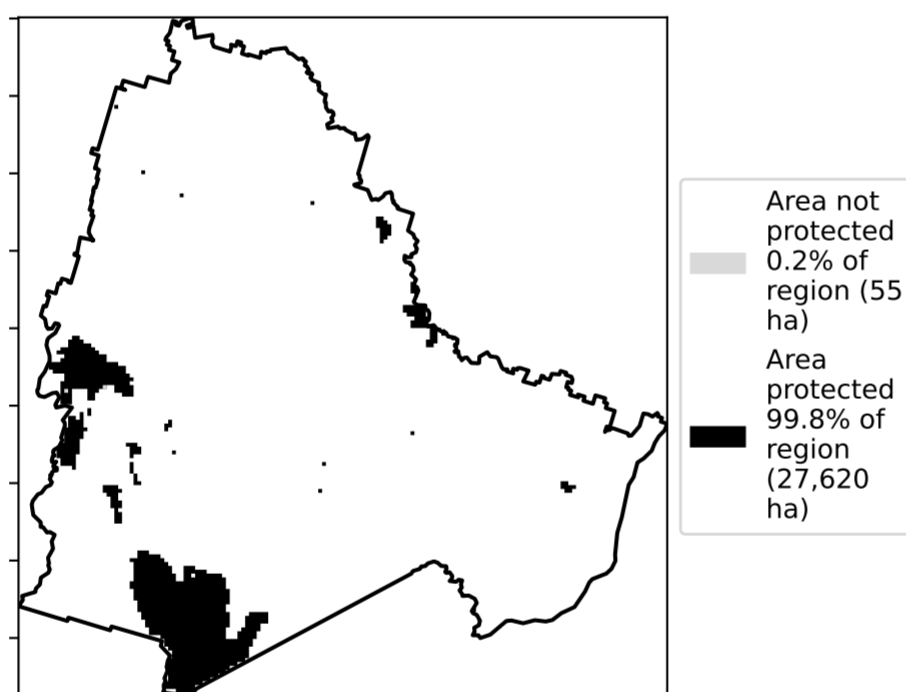 Area not
protected
0.2% of
region (55
ha)
Area
protected
99.8% of
region
(27,620
ha)